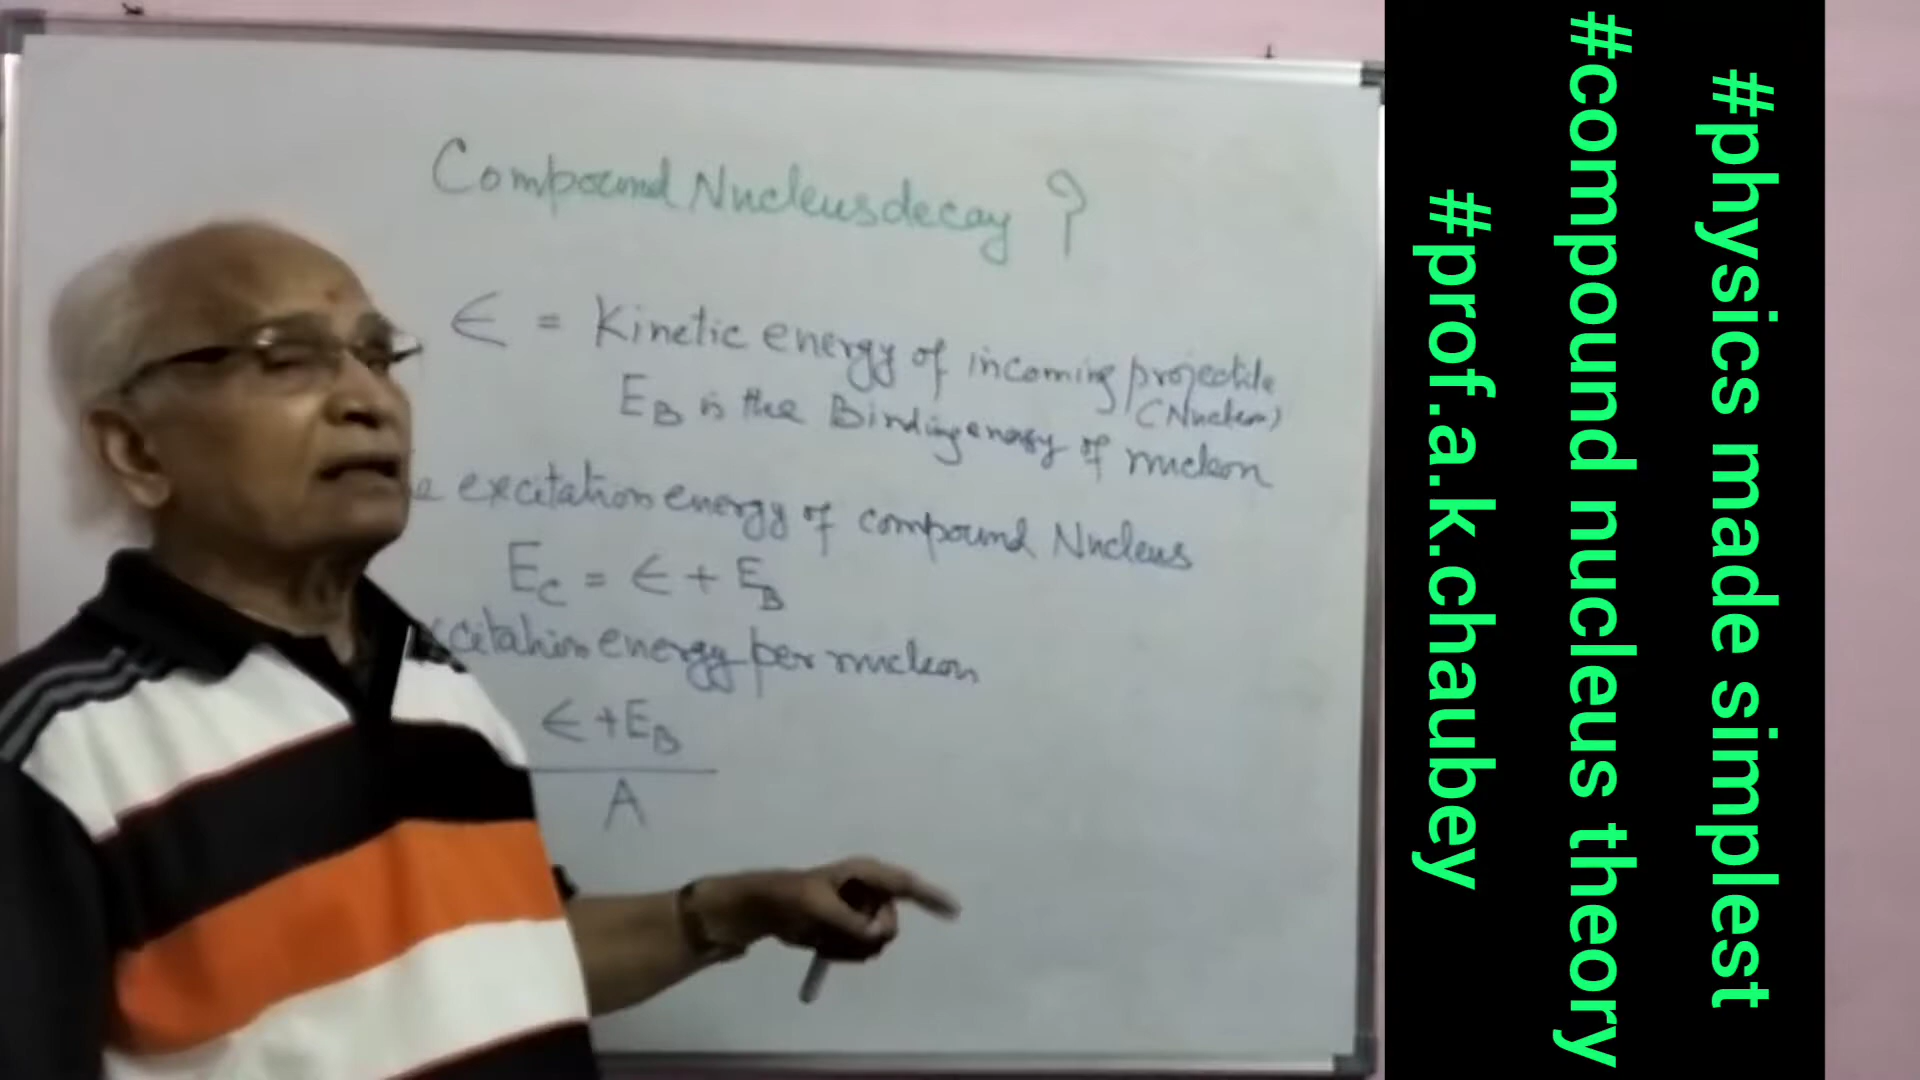 Compound Nucleus decay ?
∈ = Kinetic energy of incoming projectile
(Nucleon)
E_B is the Binding energy of nucleon
excitation energy of compound Nucleus
E_C = ∈ + E_B
citation energy per nucleon
∈ + E_B
A
#physics made simplest
#compound nucleus theory
#prof.a.k.chaubey